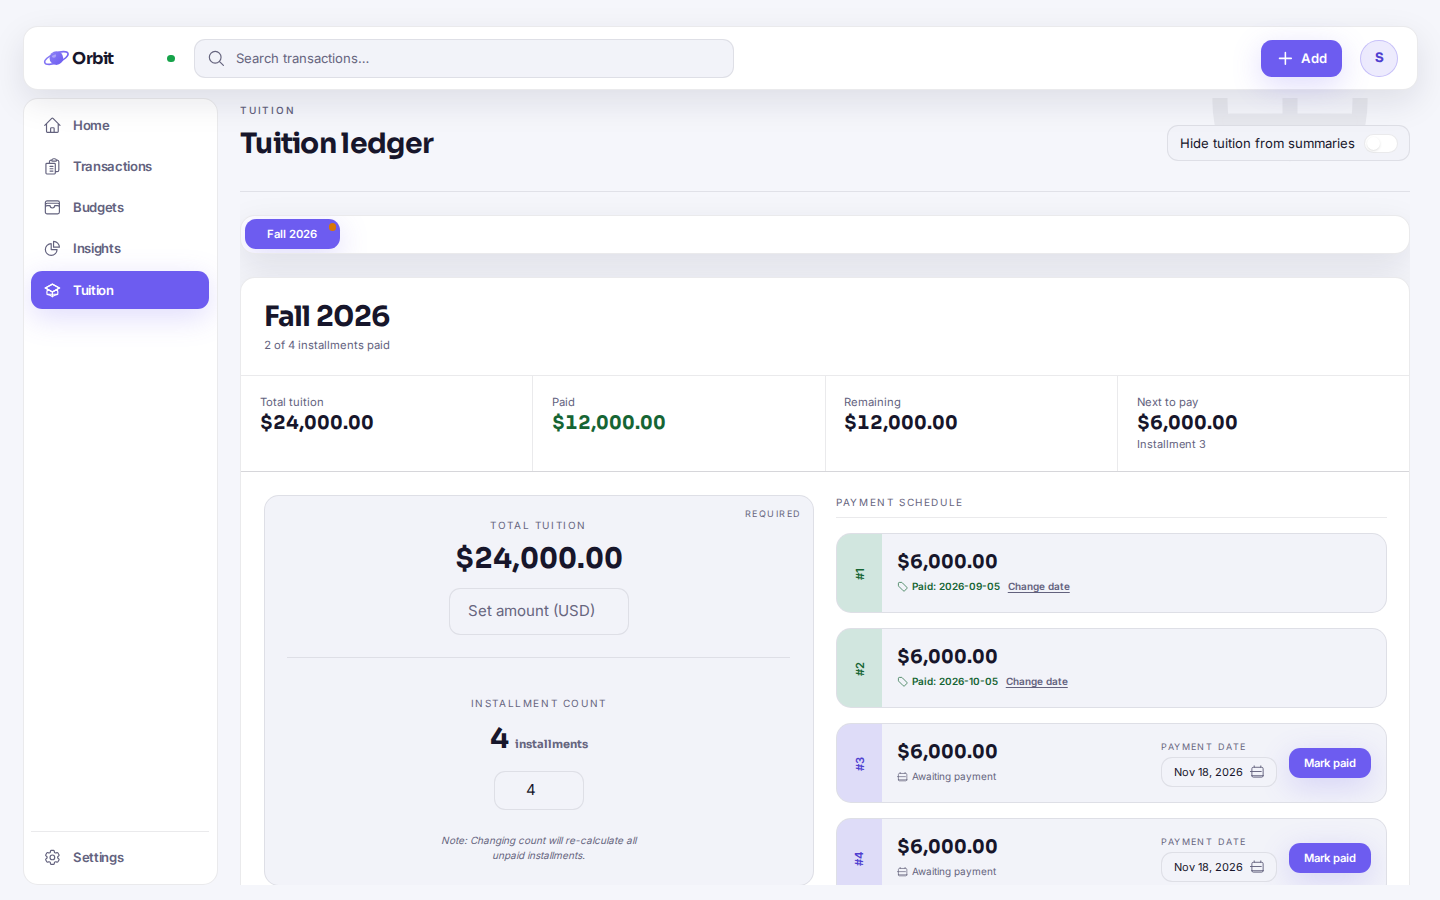 Orbit
Search transactions...
Add
S
Home
Transactions
Budgets
Insights
Tuition
Settings
TUITION
Tuition ledger
Hide tuition from summaries
Fall 2026
Fall 2026
2 of 4 installments paid
Total tuition
$24,000.00
Paid
$12,000.00
Remaining
$12,000.00
Next to pay
$6,000.00
Installment 3
REQUIRED
TOTAL TUITION
$24,000.00
Set amount (USD)
INSTALLMENT COUNT
4 installments
4
Note: Changing count will re-calculate all
unpaid installments.
PAYMENT SCHEDULE
#1
$6,000.00
Paid: 2026-09-05 Change date
#2
$6,000.00
Paid: 2026-10-05 Change date
#3
$6,000.00
Awaiting payment
PAYMENT DATE
Nov 18, 2026
Mark paid
#4
$6,000.00
Awaiting payment
PAYMENT DATE
Nov 18, 2026
Mark paid